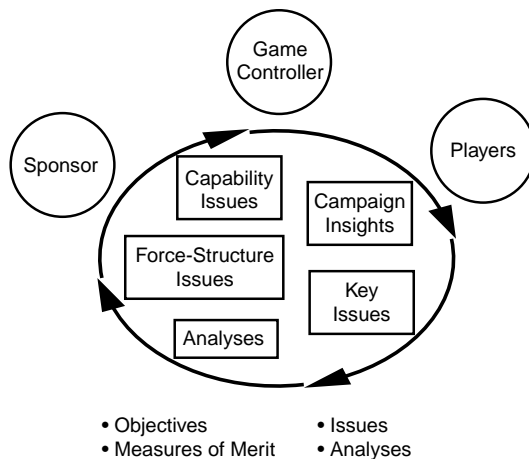 Game
Controller
Sponsor
Players
Capability
Issues
Campaign
Insights
Force-Structure
Issues
Key
Issues
Analyses
• Objectives
• Measures of Merit
• Issues
• Analyses